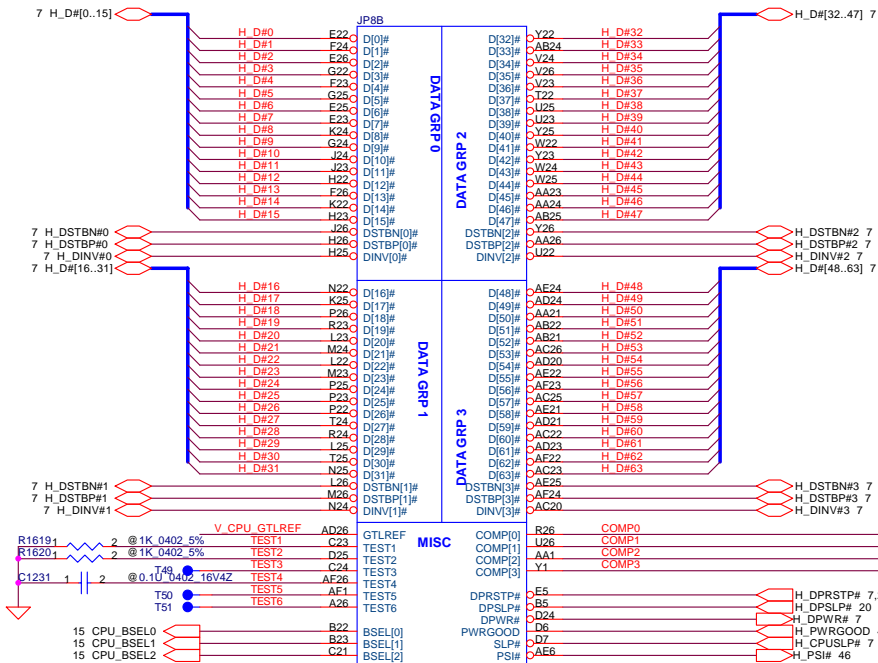 7 H_D#[0..15] JP8B H_D#[32..47] 7
H_D#0 E22 D[0]# D[32]# Y22 H_D#32
H_D#1 F24 D[1]# D[33]# AB24 H_D#33
H_D#2 E26 D[2]# D[34]# V24 H_D#34
H_D#3 G22 D[3]# D[35]# V26 H_D#35
H_D#4 F23 D[4]# D[36]# V23 H_D#36
H_D#5 G25 D[5]# D[37]# T22 H_D#37
H_D#6 E25 D[6]# D[38]# U25 H_D#38
H_D#7 E23 D[7]# D[39]# U23 H_D#39
H_D#8 K24 D[8]# D[40]# Y25 H_D#40
H_D#9 G24 D[9]# D[41]# W22 H_D#41
H_D#10 J24 D[10]# D[42]# Y23 H_D#42
H_D#11 J23 D[11]# D[43]# W24 H_D#43
H_D#12 H22 D[12]# D[44]# W25 H_D#44
H_D#13 F26 D[13]# D[45]# AA23 H_D#45
H_D#14 K22 D[14]# D[46]# AA24 H_D#46
H_D#15 H23 D[15]# D[47]# AB25 H_D#47
7 H_DSTBN#0 J26 DSTBN[0]# DSTBN[2]# Y26 H_DSTBN#2 7
7 H_DSTBP#0 H26 DSTBP[0]# DSTBP[2]# AA26 H_DSTBP#2 7
7 H_DINV#0 H25 DINV[0]# DINV[2]# U22 H_DINV#2 7
DATA GRP 0
DATA GRP 2
7 H_D#[16..31] H_D#[48..63] 7
H_D#16 N22 D[16]# D[48]# AE24 H_D#48
H_D#17 K25 D[17]# D[49]# AD24 H_D#49
H_D#18 P26 D[18]# D[50]# AA21 H_D#50
H_D#19 R23 D[19]# D[51]# AB22 H_D#51
H_D#20 L23 D[20]# D[52]# AB21 H_D#52
H_D#21 M24 D[21]# D[53]# AC26 H_D#53
H_D#22 L22 D[22]# D[54]# AD20 H_D#54
H_D#23 M23 D[23]# D[55]# AE22 H_D#55
H_D#24 P25 D[24]# D[56]# AF23 H_D#56
H_D#25 P23 D[25]# D[57]# AC25 H_D#57
H_D#26 P22 D[26]# D[58]# AE21 H_D#58
H_D#27 T24 D[27]# D[59]# AD21 H_D#59
H_D#28 R24 D[28]# D[60]# AC22 H_D#60
H_D#29 L25 D[29]# D[61]# AD23 H_D#61
H_D#30 T25 D[30]# D[62]# AF22 H_D#62
H_D#31 N25 D[31]# D[63]# AC23 H_D#63
7 H_DSTBN#1 L26 DSTBN[1]# DSTBN[3]# AE25 H_DSTBN#3 7
7 H_DSTBP#1 M26 DSTBP[1]# DSTBP[3]# AF24 H_DSTBP#3 7
7 H_DINV#1 N24 DINV[1]# DINV[3]# AC20 H_DINV#3 7
DATA GRP 1
DATA GRP 3
MISC
V_CPU_GTLREF AD26 GTLREF COMP[0] R26 COMP0
R1619 1 2 @1K_0402_5% TEST1 C23 TEST1 COMP[1] U26 COMP1
R1620 1 2 @1K_0402_5% TEST2 D25 TEST2 COMP[2] AA1 COMP2
T49 TEST3 C24 TEST3 COMP[3] Y1 COMP3
C1231 1 2 @0.1U_0402_16V4Z TEST4 AF26 TEST4
T50 TEST5 AF1 TEST5 DPRSTP# E5 H_DPRSTP# 7,
T51 TEST6 A26 TEST6 DPSLP# B5 H_DPSLP# 20
DPWR# D24 H_DPWR# 7
15 CPU_BSEL0 B22 BSEL[0] PWRGOOD D6 H_PWRGOOD
15 CPU_BSEL1 B23 BSEL[1] SLP# D7 H_CPUSLP# 7
15 CPU_BSEL2 C21 BSEL[2] PSI# AE6 H_PSI# 46